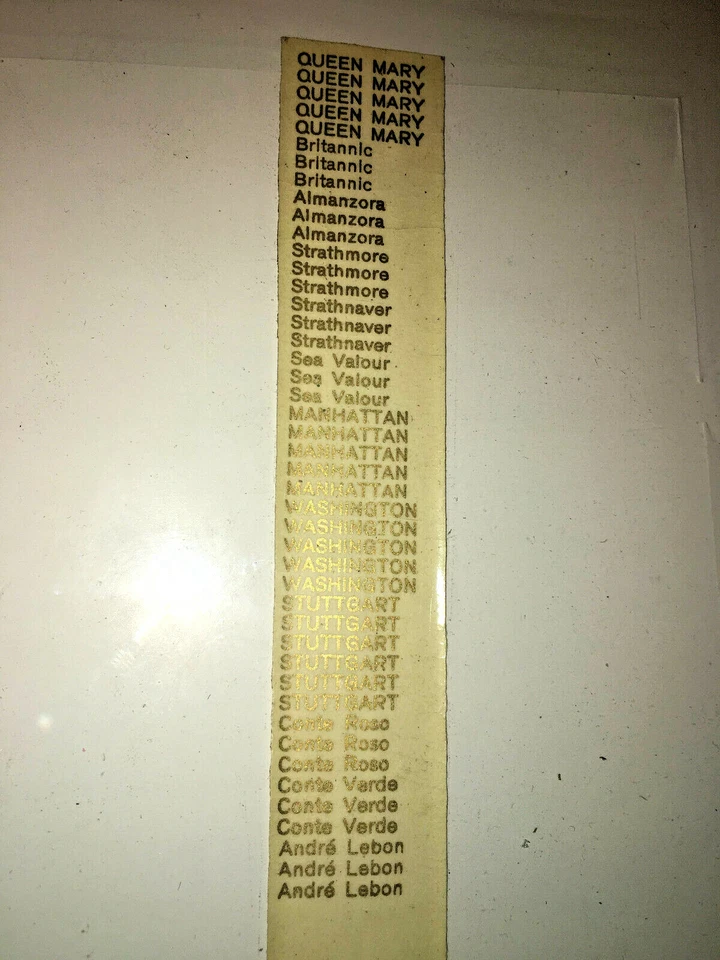 QUEEN MARY
QUEEN MARY
QUEEN MARY
QUEEN MARY
QUEEN MARY
Britannic
Britannic
Britannic
Almanzora
Almanzora
Almanzora
Strathmore
Strathmore
Strathmore
Strathnaver
Strathnaver
Strathnaver
Sea Valour
Sea Valour
Sea Valour
MANHATTAN
MANHATTAN
MANHATTAN
MANHATTAN
MANHATTAN
WASHINGTON
WASHINGTON
WASHINGTON
WASHINGTON
WASHINGTON
STUTTGART
STUTTGART
STUTTGART
STUTTGART
STUTTGART
STUTTGART
Conte Roso
Conte Roso
Conte Roso
Conte Verde
Conte Verde
Conte Verde
André Lebon
André Lebon
André Lebon